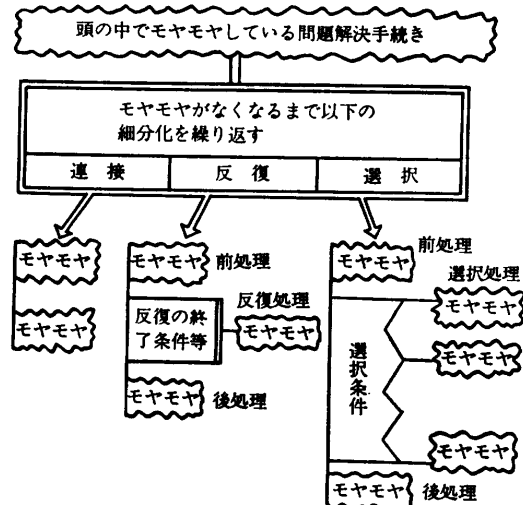 頭の中でモヤモヤしている問題解決手続き
モヤモヤがなくなるまで以下の
細分化を繰り返す
連接
反復
選択
モヤモヤ
モヤモヤ
モヤモヤ
前処理
反復の終
了条件等
反復処理
モヤモヤ
モヤモヤ
後処理
モヤモヤ
前処理
選択処理
モヤモヤ
モヤモヤ
選択条件
モヤモヤ
モヤモヤ
後処理